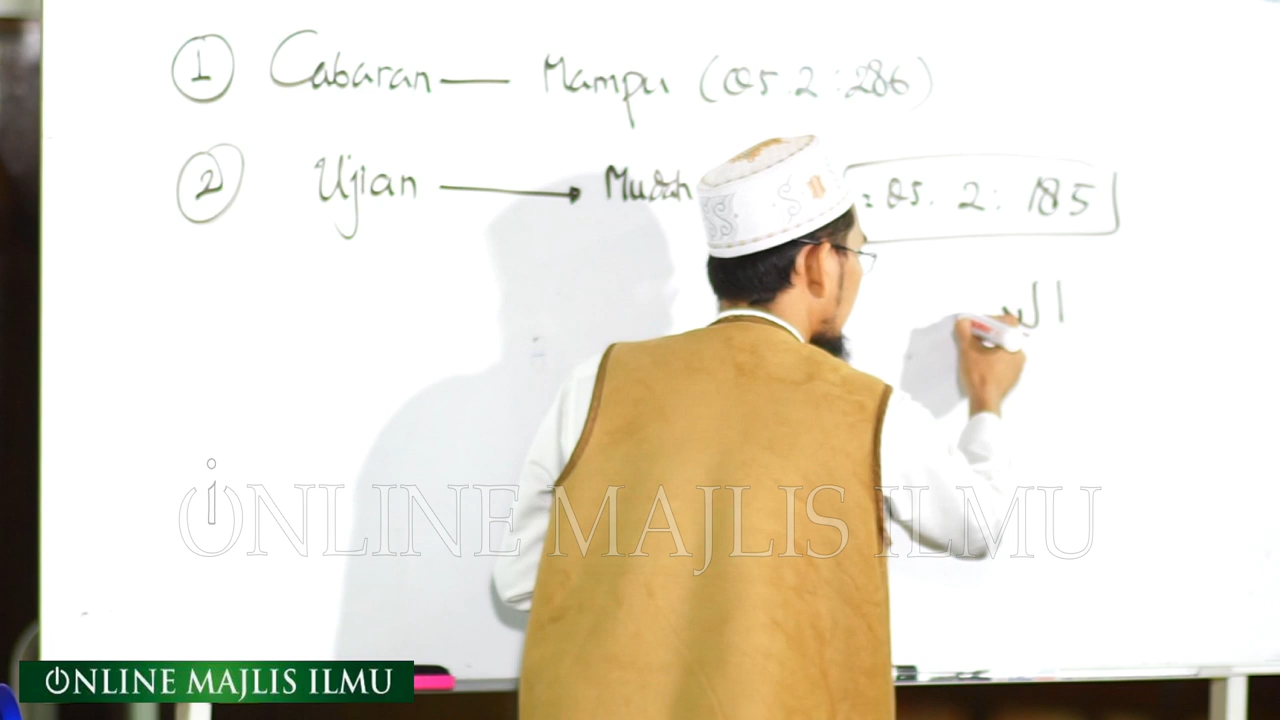 1 Cabaran — Mampu (QS. 2 : 286)
2 Ujian → Mudah = QS. 2 : 185
ONLINE MAJLIS ILMU
ONLINE MAJLIS ILMU